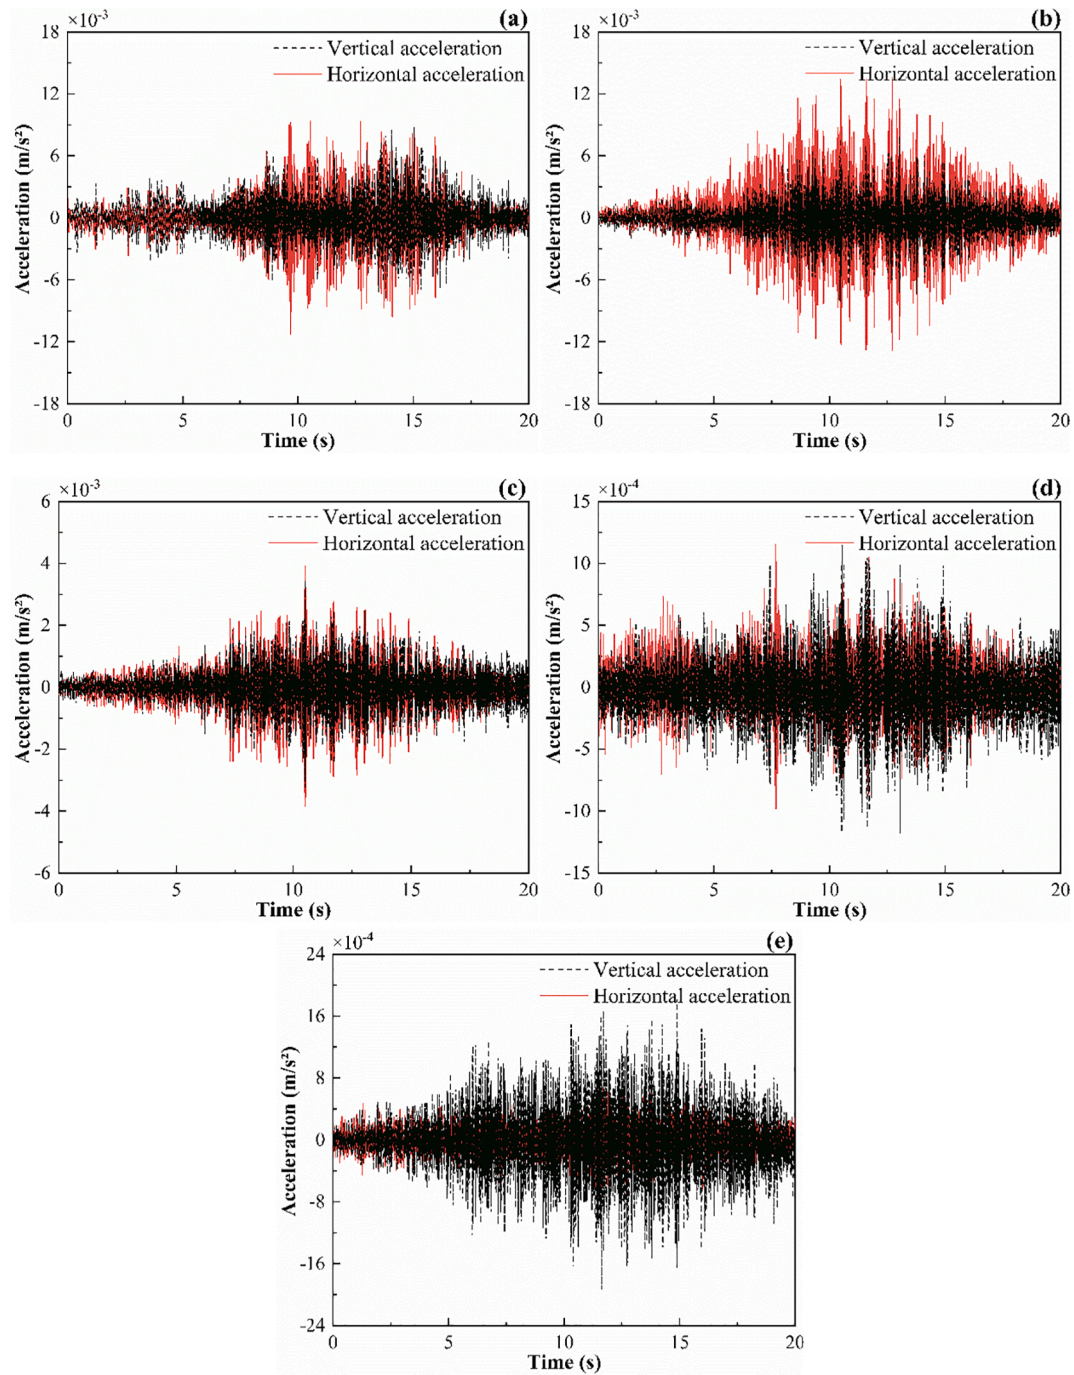 ×10⁻³ (a)
18
Vertical acceleration
Horizontal acceleration
12
6
0
-6
-12
-18
Acceleration (m/s²)
0 5 10 15 20
Time (s)
×10⁻³ (b)
18
Vertical acceleration
Horizontal acceleration
12
6
0
-6
-12
-18
Acceleration (m/s²)
0 5 10 15 20
Time (s)
×10⁻³ (c)
6
Vertical acceleration
Horizontal acceleration
4
2
0
-2
-4
-6
Acceleration (m/s²)
0 5 10 15 20
Time (s)
×10⁻⁴ (d)
15
Vertical acceleration
Horizontal acceleration
10
5
0
-5
-10
-15
Acceleration (m/s²)
0 5 10 15 20
Time (s)
×10⁻⁴ (e)
24
Vertical acceleration
Horizontal acceleration
16
8
0
-8
-16
-24
Acceleration (m/s²)
0 5 10 15 20
Time (s)